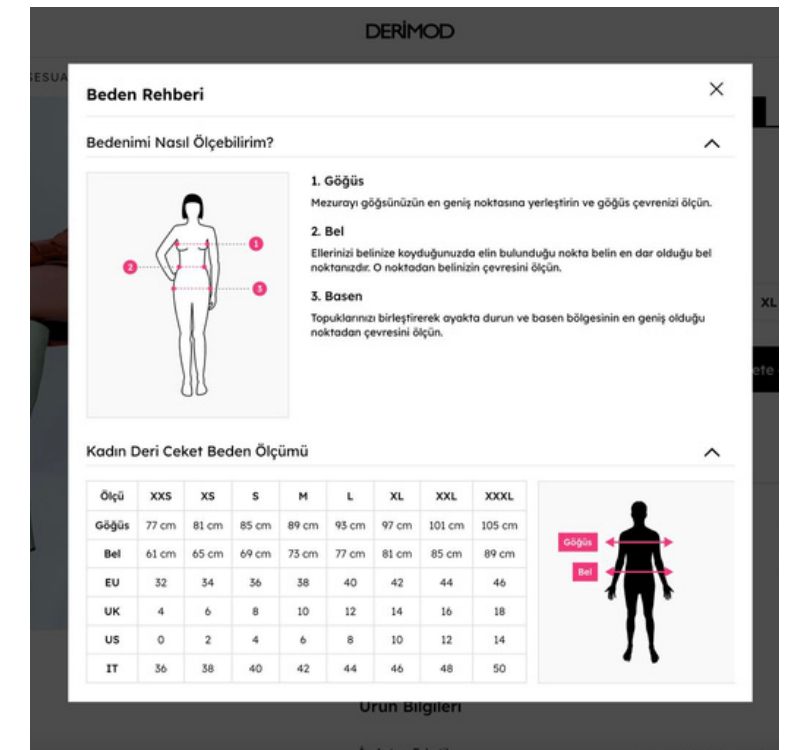 DERİMOD
Beden Rehberi
Bedenimi Nasıl Ölçebilirim?
1. Göğüs
Mezurayı göğsünüzün en geniş noktasına yerleştirin ve göğüs çevrenizi ölçün.
2. Bel
Ellerinizi belinize koyduğunuzda elin bulunduğu nokta belin en dar olduğu bel
noktanızdır. O noktadan belinizin çevresini ölçün.
3. Basen
Topuklarınızı birleştirerek ayakta durun ve basen bölgesinin en geniş olduğu
noktadan çevresini ölçün.
1
2
3
XL
Kadın Deri Ceket Beden Ölçümü
Ölçü XXS XS S M L XL XXL XXXL
Göğüs 77 cm 81 cm 85 cm 89 cm 93 cm 97 cm 101 cm 105 cm
Bel 61 cm 65 cm 69 cm 73 cm 77 cm 81 cm 85 cm 89 cm
EU 32 34 36 38 40 42 44 46
UK 4 6 8 10 12 14 16 18
US 0 2 4 6 8 10 12 14
IT 36 38 40 42 44 46 48 50
Göğüs
Bel
Ürün Bilgileri